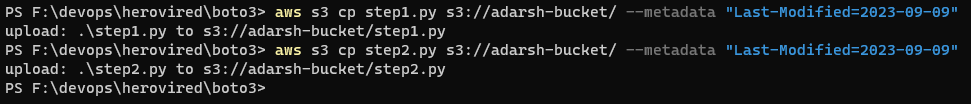 PS F:\devops\herovired\boto3> aws s3 cp step1.py s3://adarsh-bucket/ --metadata "Last-Modified=2023-09-09"
upload: .\step1.py to s3://adarsh-bucket/step1.py
PS F:\devops\herovired\boto3> aws s3 cp step2.py s3://adarsh-bucket/ --metadata "Last-Modified=2023-09-09"
upload: .\step2.py to s3://adarsh-bucket/step2.py
PS F:\devops\herovired\boto3>